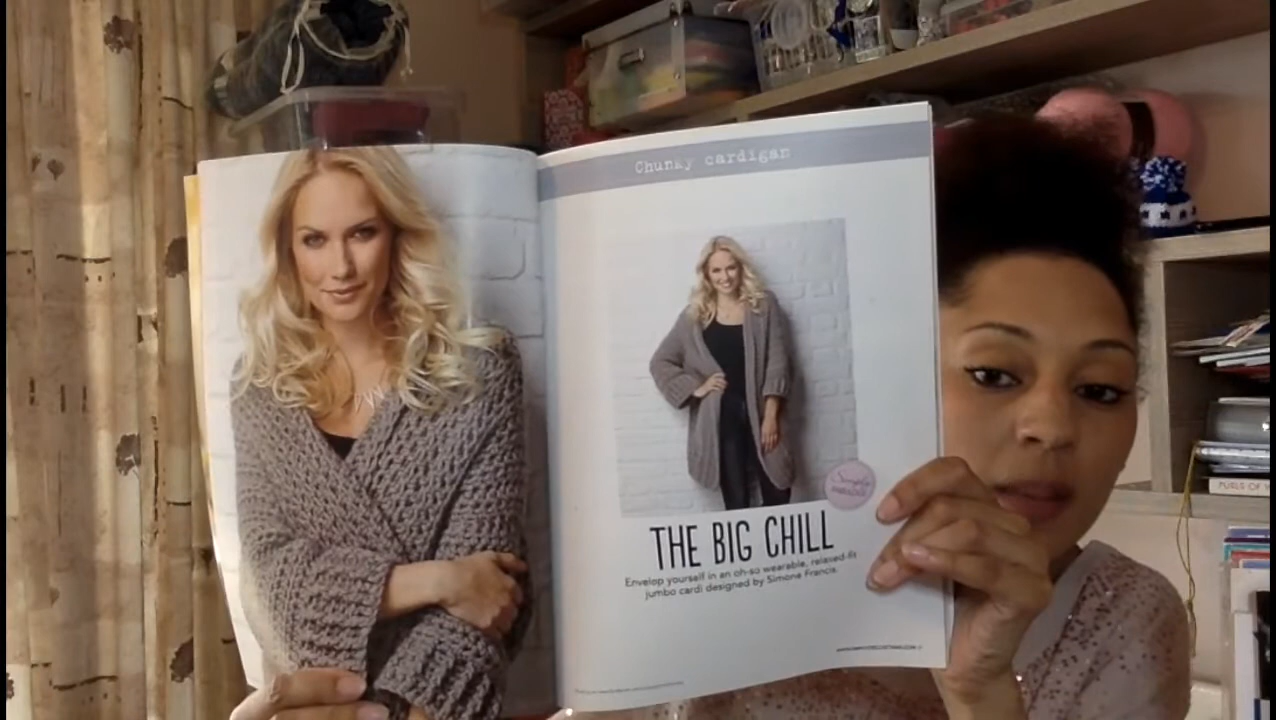 Chunky cardigan
THE BIG CHILL
Envelop yourself in an oh-so wearable, relaxed-fit
jumbo cardi designed by Simone Francis.